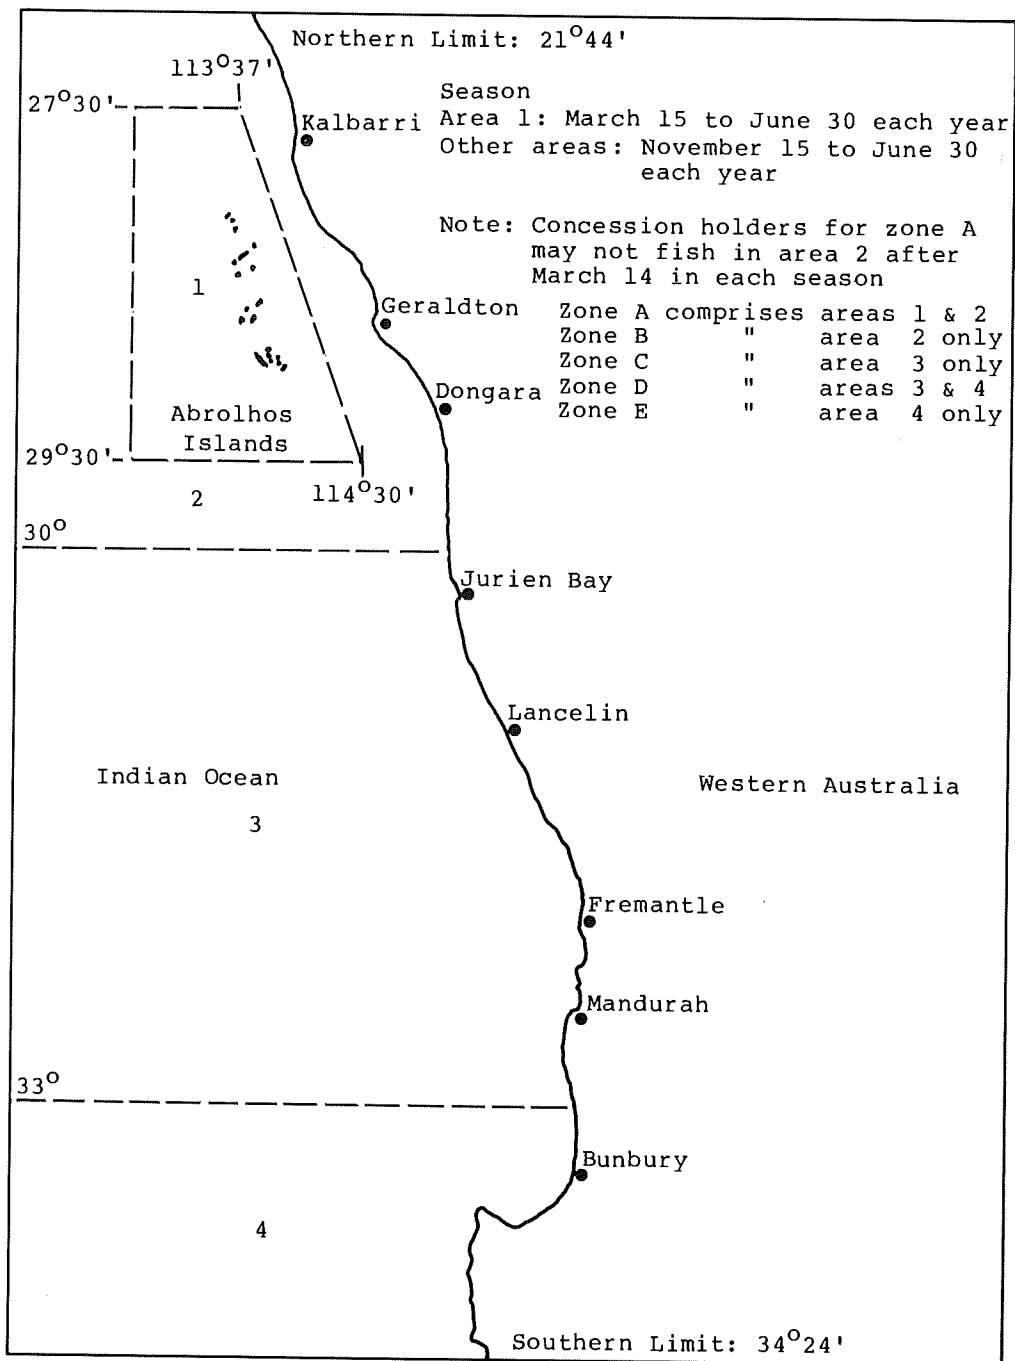 Northern Limit: 21°44'
113°37'
27°30'
Season
Area 1: March 15 to June 30 each year
Other areas: November 15 to June 30
each year
Kalbarri
Note: Concession holders for zone A
may not fish in area 2 after
March 14 in each season
1
Geraldton
Zone A comprises areas 1 & 2
Zone B " area 2 only
Zone C " area 3 only
Zone D " areas 3 & 4
Zone E " area 4 only
Dongara
Abrolhos
Islands
29°30'
2
114°30'
30°
Jurien Bay
Lancelin
Indian Ocean
Western Australia
3
Fremantle
Mandurah
33°
Bunbury
4
Southern Limit: 34°24'